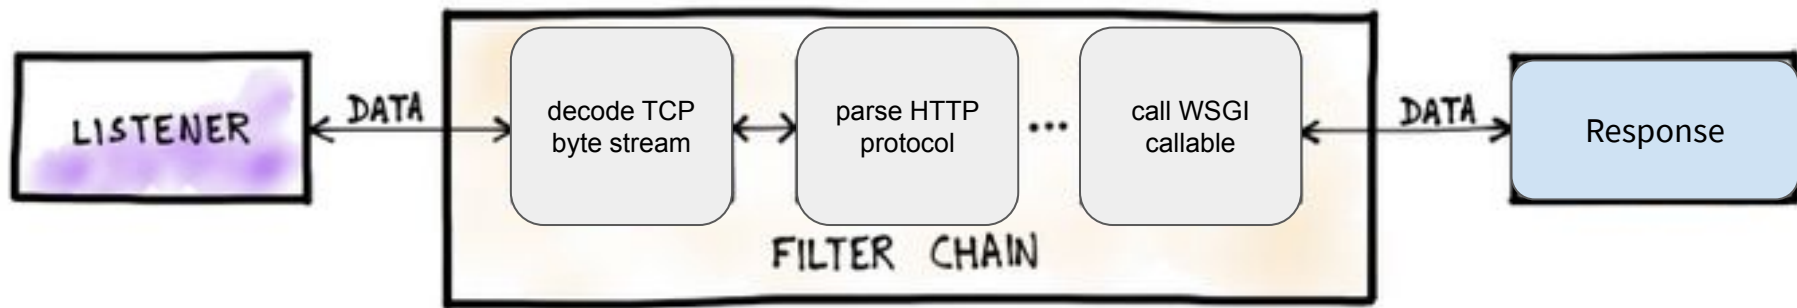 LISTENER
DATA
decode TCP
byte stream
parse HTTP
protocol
...
call WSGI
callable
DATA
Response
FILTER CHAIN